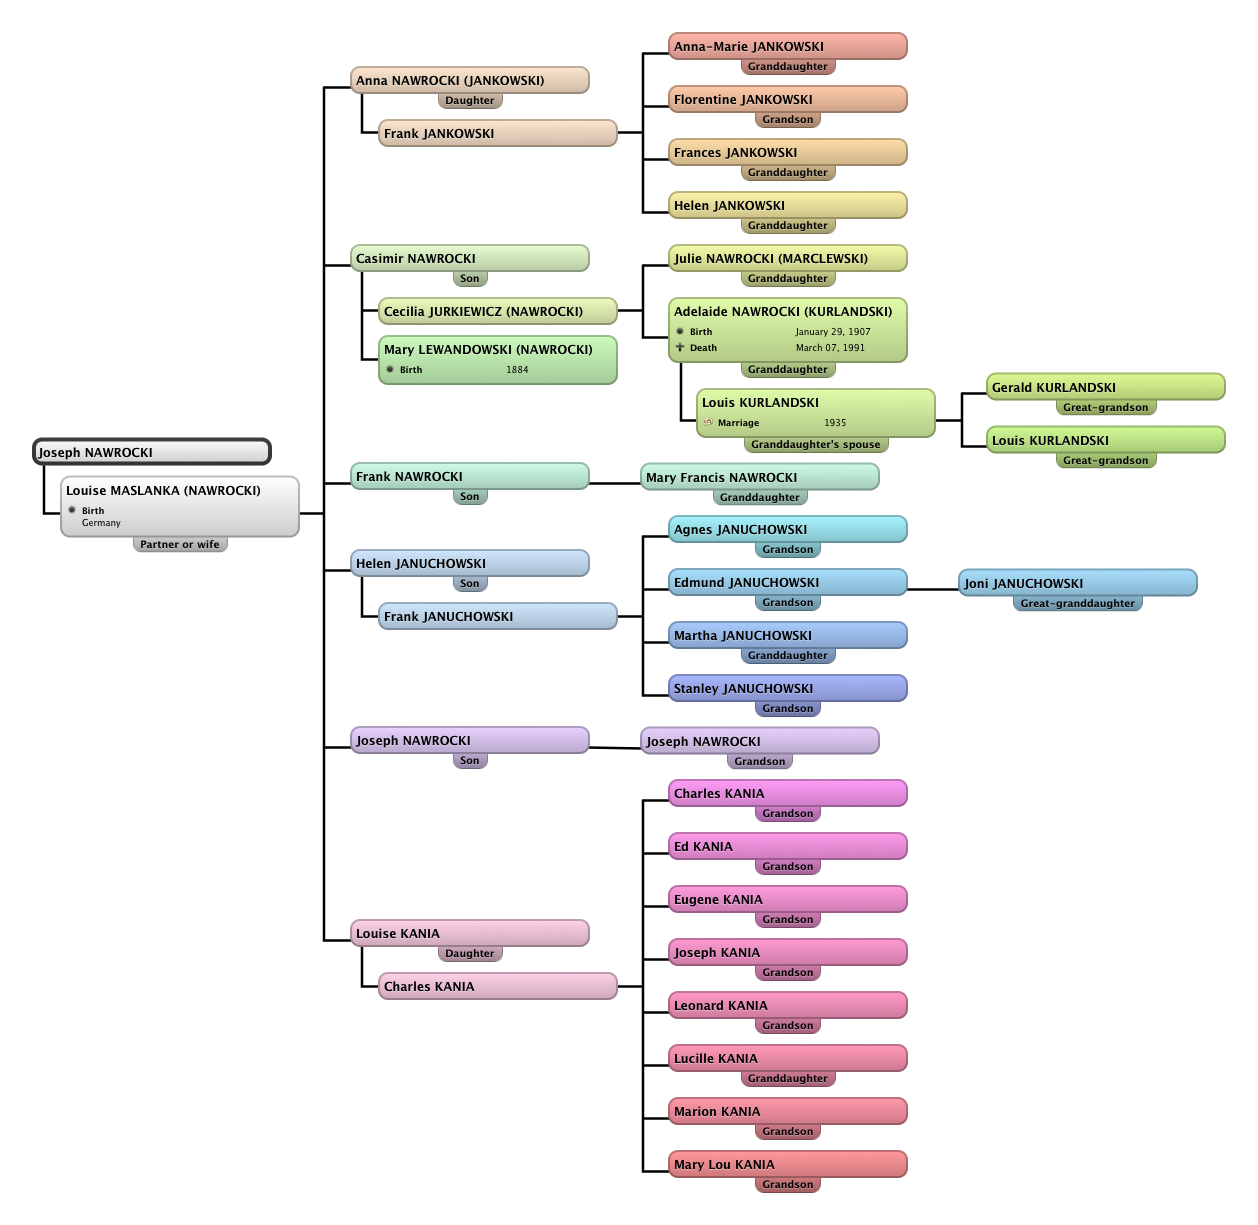 Joseph NAWROCKI
Louise MASLANKA (NAWROCKI)
Birth
Germany
Partner or wife
Anna NAWROCKI (JANKOWSKI)
Daughter
Frank JANKOWSKI
Anna-Marie JANKOWSKI
Granddaughter
Florentine JANKOWSKI
Grandson
Frances JANKOWSKI
Granddaughter
Helen JANKOWSKI
Granddaughter
Casimir NAWROCKI
Son
Cecilia JURKIEWICZ (NAWROCKI)
Mary LEWANDOWSKI (NAWROCKI)
Birth 1884
Julie NAWROCKI (MARCLEWSKI)
Granddaughter
Adelaide NAWROCKI (KURLANDSKI)
Birth January 29, 1907
Death March 07, 1991
Granddaughter
Louis KURLANDSKI
Marriage 1935
Granddaughter's spouse
Gerald KURLANDSKI
Great-grandson
Louis KURLANDSKI
Great-grandson
Frank NAWROCKI
Son
Mary Francis NAWROCKI
Granddaughter
Helen JANUCHOWSKI
Son
Frank JANUCHOWSKI
Agnes JANUCHOWSKI
Grandson
Edmund JANUCHOWSKI
Grandson
Joni JANUCHOWSKI
Great-granddaughter
Martha JANUCHOWSKI
Granddaughter
Stanley JANUCHOWSKI
Grandson
Joseph NAWROCKI
Son
Joseph NAWROCKI
Grandson
Louise KANIA
Daughter
Charles KANIA
Charles KANIA
Grandson
Ed KANIA
Grandson
Eugene KANIA
Grandson
Joseph KANIA
Grandson
Leonard KANIA
Grandson
Lucille KANIA
Granddaughter
Marion KANIA
Grandson
Mary Lou KANIA
Grandson